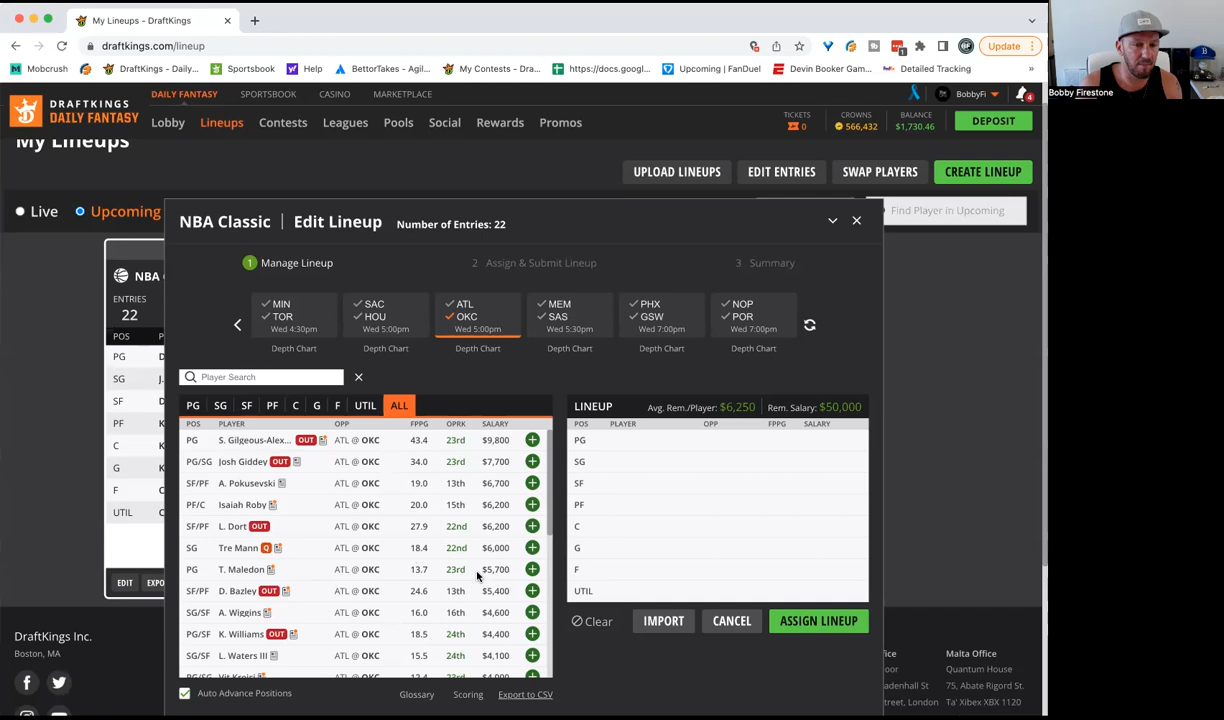 My Lineups - DraftKings
draftkings.com/lineup
Update
Mobcrush
DraftKings - Daily...
Sportsbook
Help
BettorTakes - Agil...
My Contests - Dra...
https://docs.googl...
Upcoming | FanDuel
Devin Booker Gam...
Detailed Tracking
Bobby Firestone
DRAFTKINGS
DAILY FANTASY
DAILY FANTASY
SPORTSBOOK
CASINO
MARKETPLACE
BobbyFi
4
Lobby
Lineups
Contests
Leagues
Pools
Social
Rewards
Promos
TICKETS
0
CROWNS
566,432
BALANCE
$1,730.46
DEPOSIT
My Lineups
UPLOAD LINEUPS
EDIT ENTRIES
SWAP PLAYERS
CREATE LINEUP
Live
Upcoming
Find Player in Upcoming
NBA Classic | Edit Lineup Number of Entries: 22
1 Manage Lineup
2 Assign & Submit Lineup
3 Summary
MIN
TOR
Wed 4:30pm
Depth Chart
SAC
HOU
Wed 5:00pm
Depth Chart
ATL
OKC
Wed 5:00pm
Depth Chart
MEM
SAS
Wed 5:30pm
Depth Chart
PHX
GSW
Wed 7:00pm
Depth Chart
NOP
POR
Wed 7:00pm
Depth Chart
NBA
ENTRIES
22
POS P
PG D
SG J.
SF D
PF
C K
G K
F C
UTIL C
EDIT EXPO
Player Search
PG SG SF PF C G F UTIL ALL
POS PLAYER OPP FPPG OPRK SALARY
PG S. Gilgeous-Alex... OUT ATL @ OKC 43.4 23rd $9,800
PG/SG Josh Giddey OUT ATL @ OKC 34.0 23rd $7,700
SF/PF A. Pokusevski ATL @ OKC 19.0 13th $6,700
PF/C Isaiah Roby ATL @ OKC 20.0 15th $6,200
SF/PF L. Dort OUT ATL @ OKC 27.9 22nd $6,200
SG Tre Mann Q ATL @ OKC 18.4 22nd $6,000
PG T. Maledon ATL @ OKC 13.7 23rd $5,700
SF/PF D. Bazley OUT ATL @ OKC 24.6 13th $5,400
SG/SF A. Wiggins ATL @ OKC 16.0 16th $4,600
PG/SF K. Williams OUT ATL @ OKC 18.5 24th $4,400
SG/SF L. Waters III ATL @ OKC 15.5 24th $4,100
LINEUP Avg. Rem./Player: $6,250 Rem. Salary: $50,000
POS PLAYER OPP FPPG SALARY
PG
SG
SF
PF
C
G
F
UTIL
Clear
IMPORT
CANCEL
ASSIGN LINEUP
Auto Advance Positions
Glossary
Scoring
Export to CSV
DraftKings Inc.
Boston, MA
Malta Office
Quantum House
75, Abate Rigord St.
Ta' Xibex XBX 1120